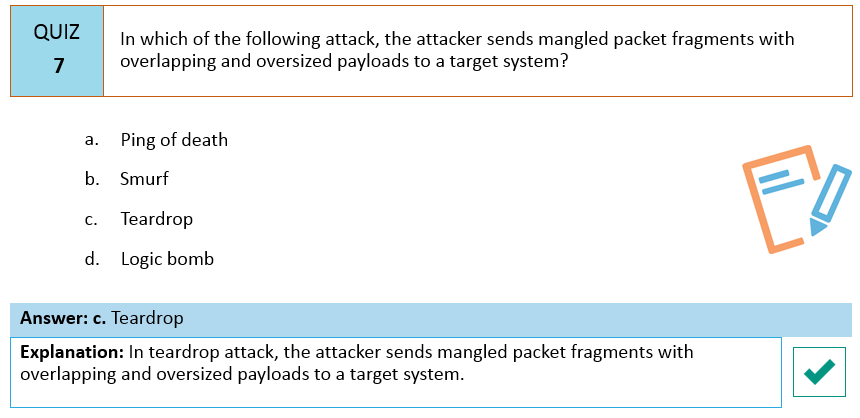 QUIZ
7
In which of the following attack, the attacker sends mangled packet fragments with
overlapping and oversized payloads to a target system?
a. Ping of death
b. Smurf
c. Teardrop
d. Logic bomb
Answer: c. Teardrop
Explanation: In teardrop attack, the attacker sends mangled packet fragments with
overlapping and oversized payloads to a target system.